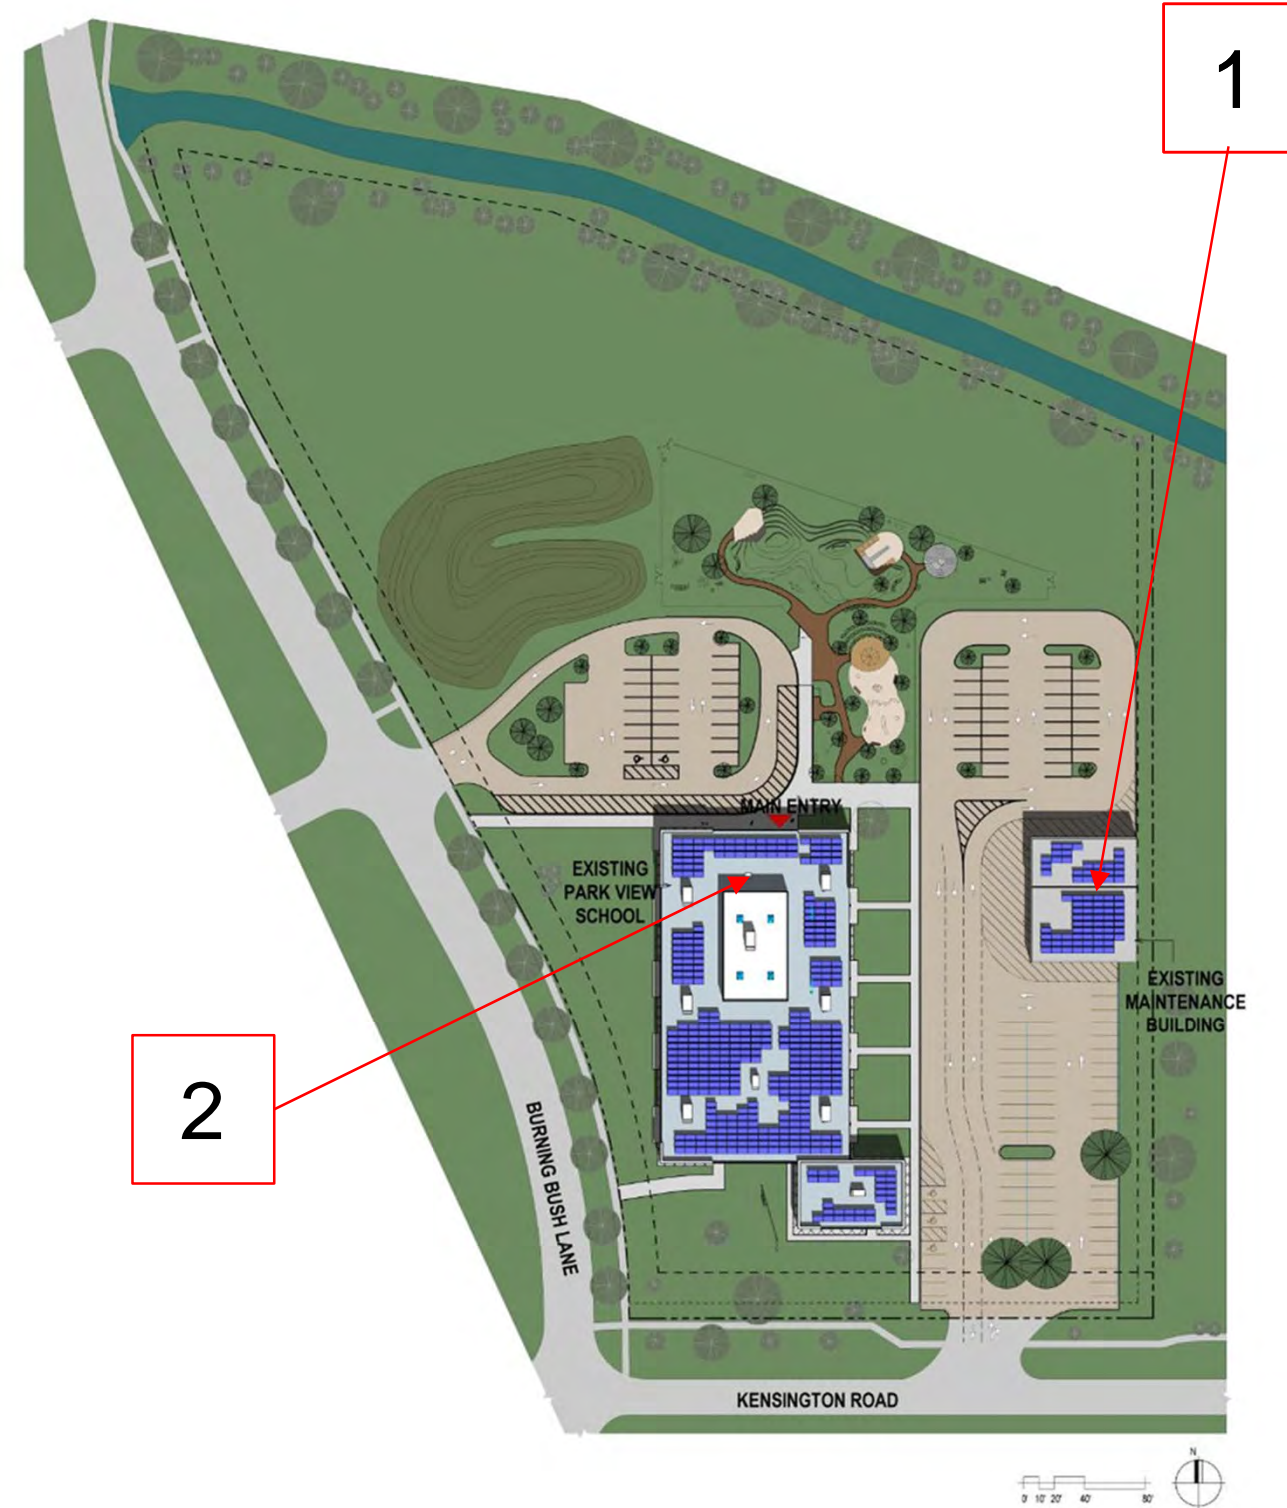 1
MAIN ENTRY
EXISTING
PARK VIEW
SCHOOL
EXISTING
MAINTENANCE
BUILDING
2
BURNING BUSH LANE
KENSINGTON ROAD
N
0' 10' 20' 40' 80'